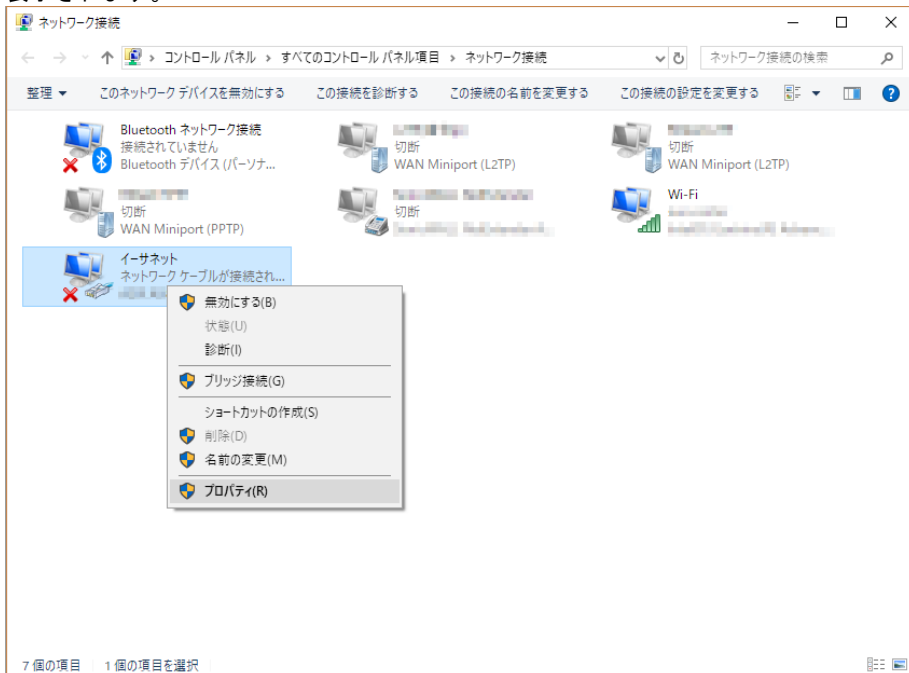 ネットワーク接続
コントロール パネル › すべてのコントロール パネル項目 › ネットワーク接続
ネットワーク接続の検索
整理 このネットワーク デバイスを無効にする この接続を診断する この接続の名前を変更する この接続の設定を変更する
Bluetooth ネットワーク接続
接続されていません
Bluetooth デバイス (パーソナ...
切断
WAN Miniport (L2TP)
切断
WAN Miniport (L2TP)
切断
WAN Miniport (PPTP)
切断
Wi-Fi
イーサネット
ネットワーク ケーブルが接続され...
無効にする(B)
状態(U)
診断(I)
ブリッジ接続(G)
ショートカットの作成(S)
削除(D)
名前の変更(M)
プロパティ(R)
7 個の項目 1 個の項目を選択